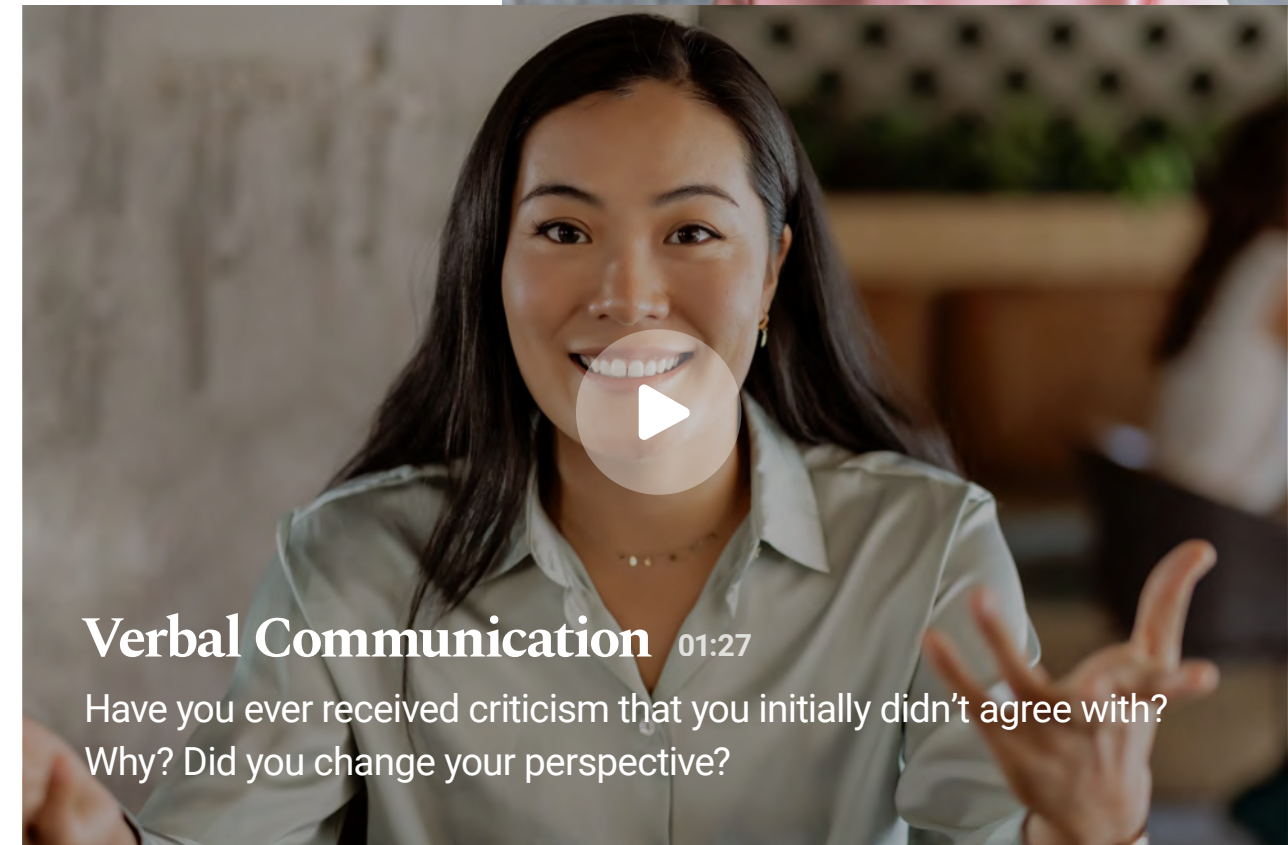 Verbal Communication 01:27
Have you ever received criticism that you initially didn’t agree with?
Why? Did you change your perspective?